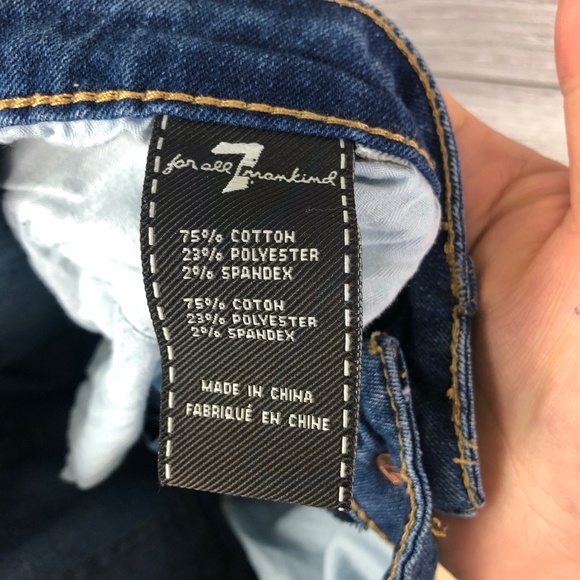 7
for all mankind
75% COTTON
23% POLYESTER
2% SPANDEX
75% COTON
23% POLYESTER
2% SPANDEX
MADE IN CHINA
FABRIQUÉ EN CHINE